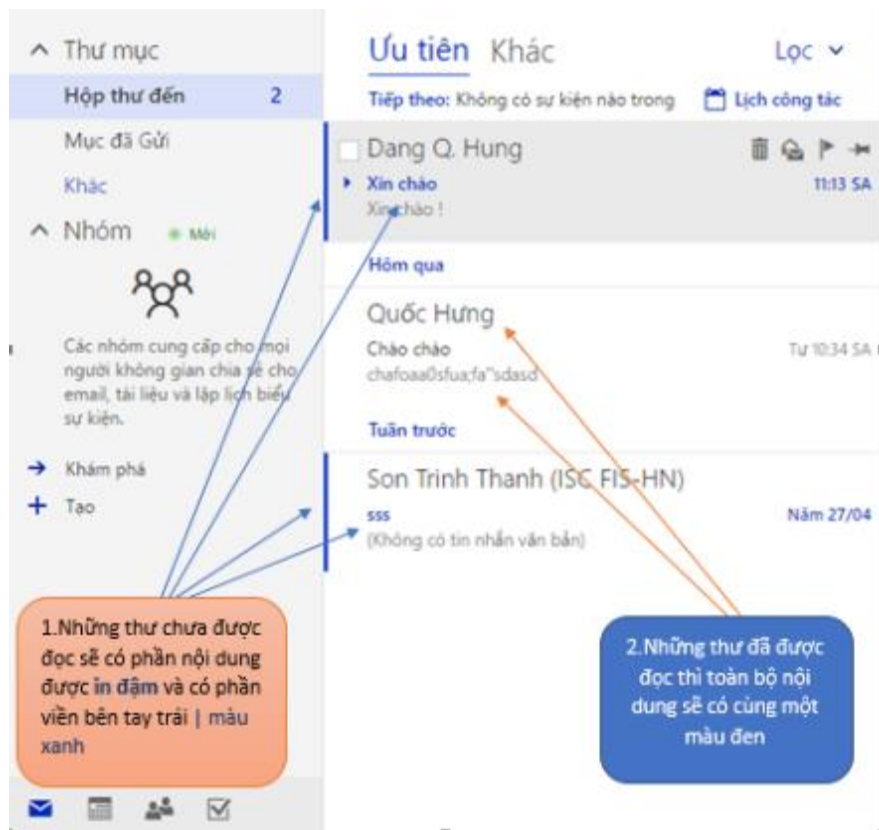 Thư mục
Hộp thư đến 2
Mục đã Gửi
Khác
Nhóm Mới
Các nhóm cung cấp cho mọi
người không gian chia sẻ cho
email, tài liệu và lập lịch biểu
sự kiện.
Khám phá
Tạo
Ưu tiên Khác Lọc
Tiếp theo: Không có sự kiện nào trong Lịch công tác
Dang Q. Hung
Xin chào 11:13 SA
Xin chào !
Hôm qua
Quốc Hưng
Chào chào Tư 10:34 SA
chafoaa0sfua;fa"sdasd
Tuần trước
Son Trinh Thanh (ISC FIS-HN)
sss Năm 27/04
(Không có tin nhắn văn bản)
1.Những thư chưa được
đọc sẽ có phần nội dung
được in đậm và có phần
viền bên tay trái | màu
xanh
2.Những thư đã được
đọc thì toàn bộ nội
dung sẽ có cùng một
màu đen